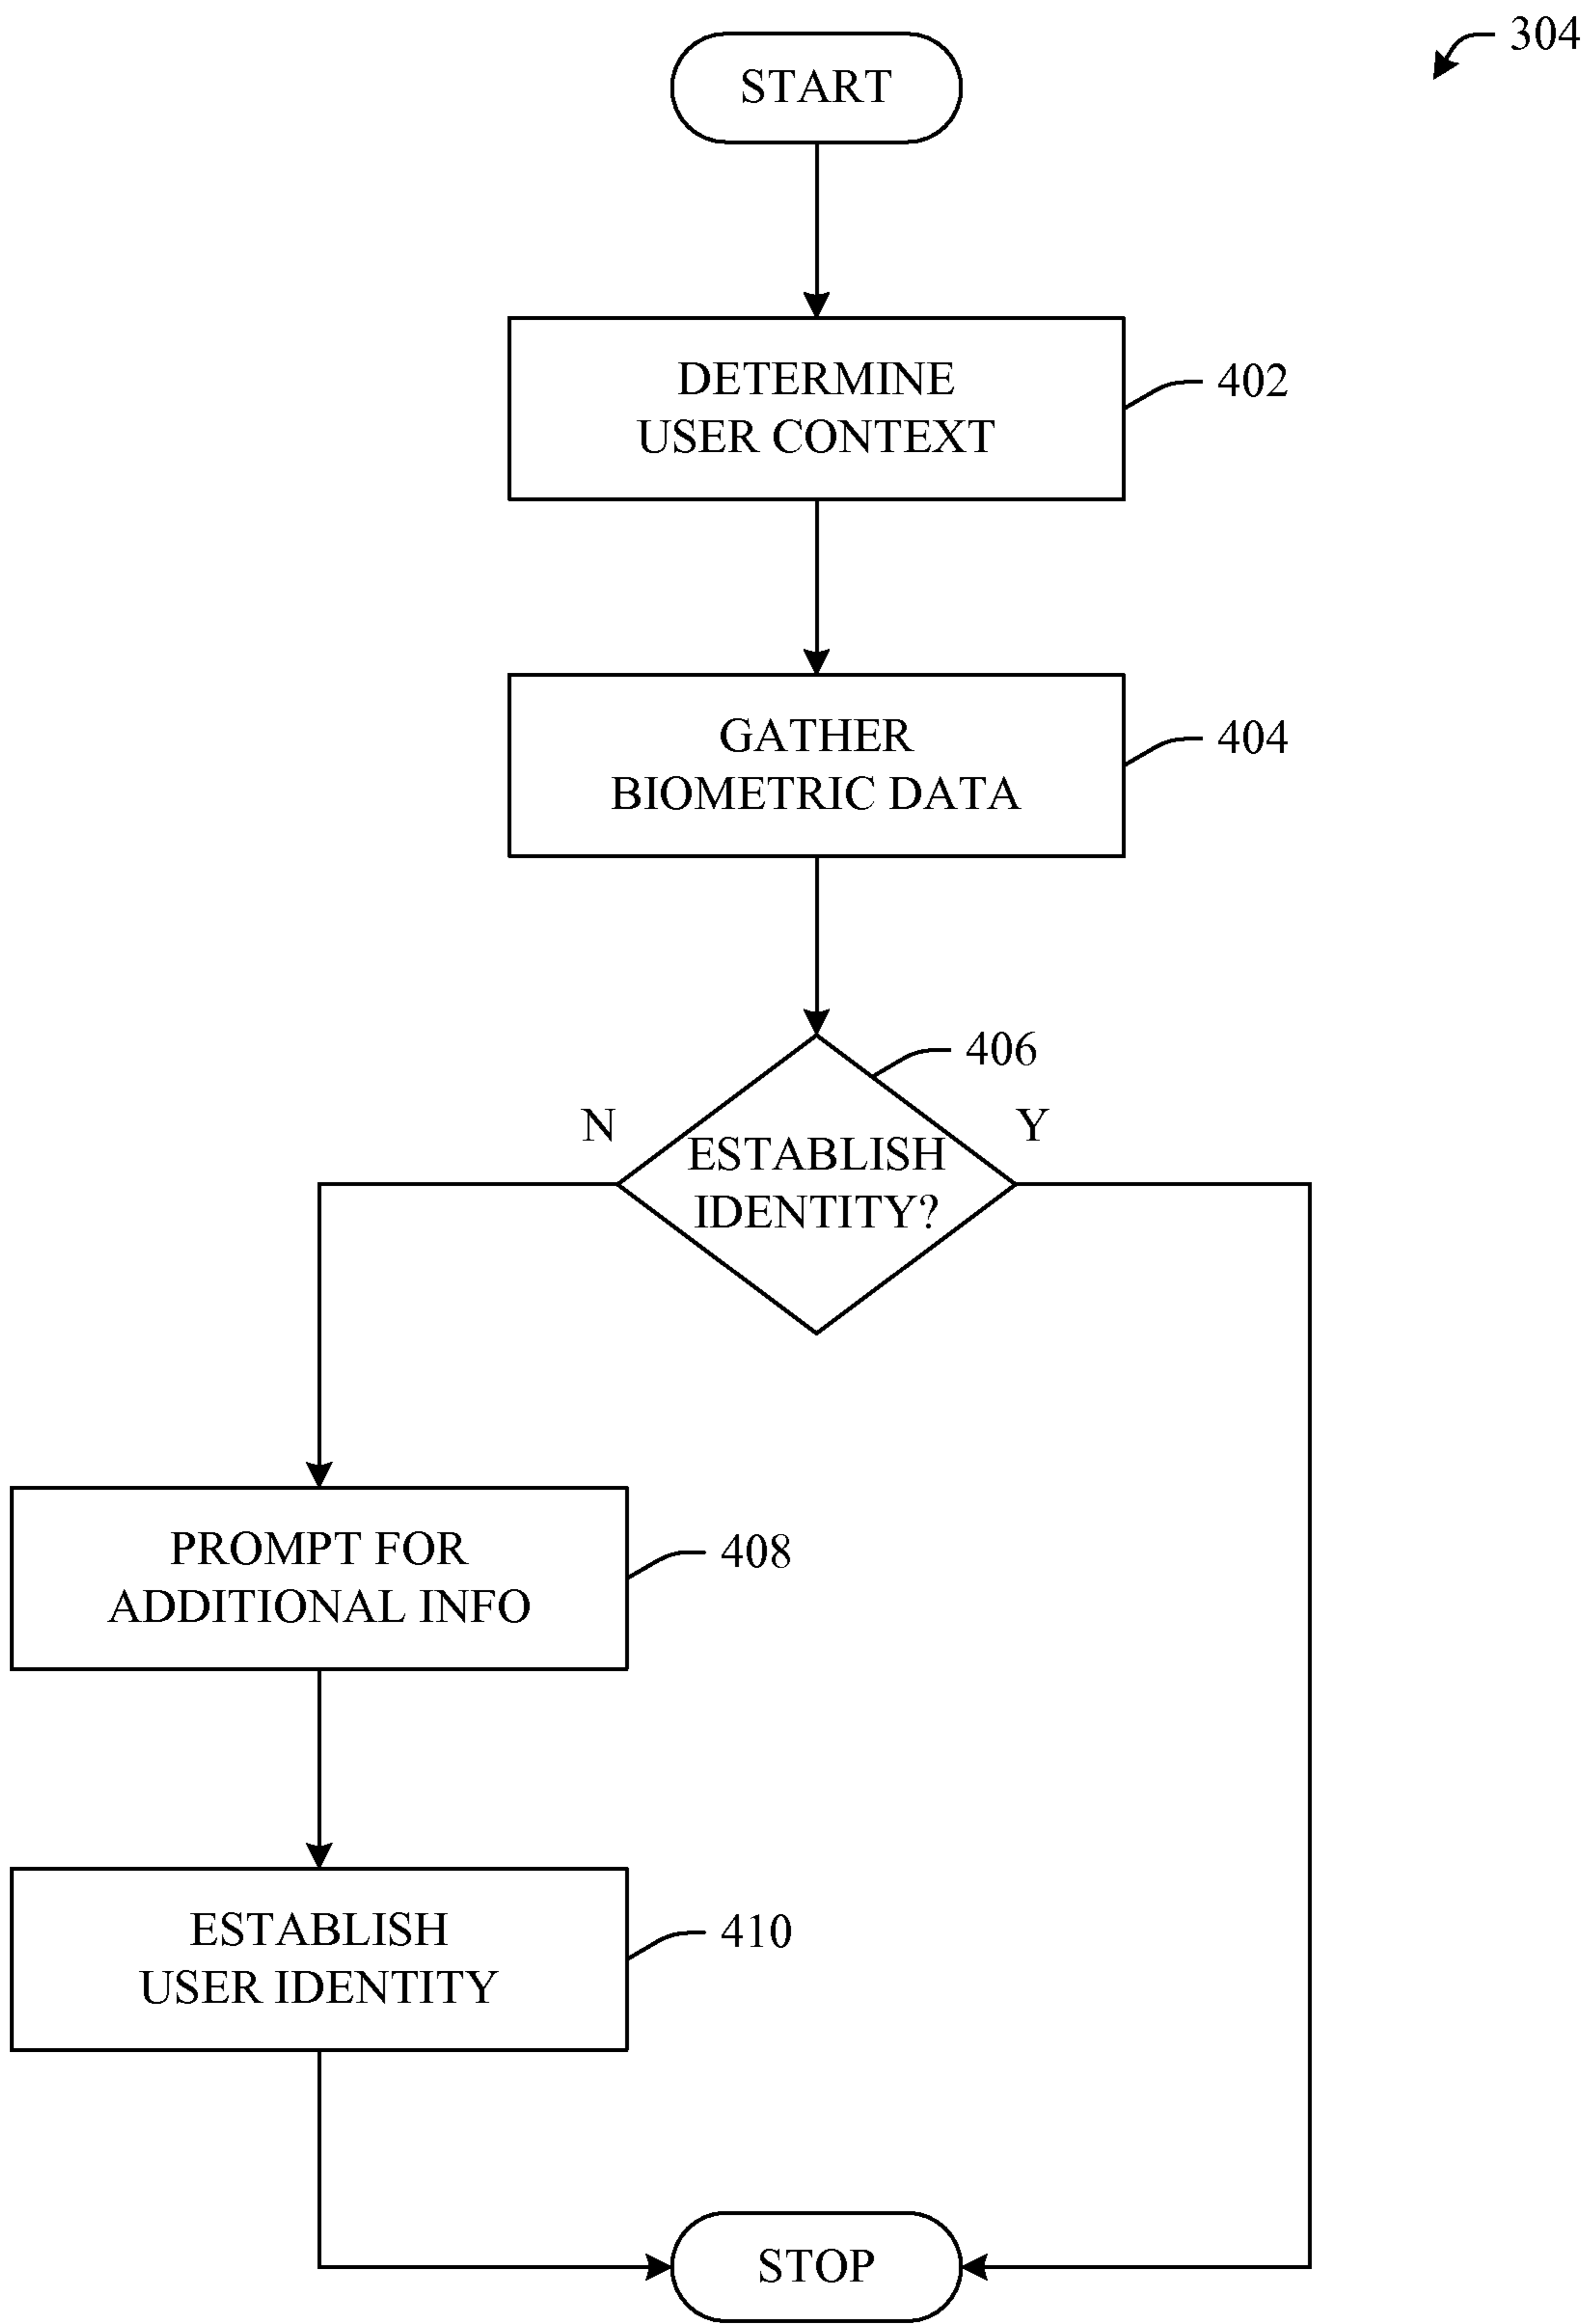 304
START
DETERMINE
USER CONTEXT
402
GATHER
BIOMETRIC DATA
404
406
N
Y
ESTABLISH
IDENTITY?
PROMPT FOR
ADDITIONAL INFO
408
ESTABLISH
USER IDENTITY
410
STOP